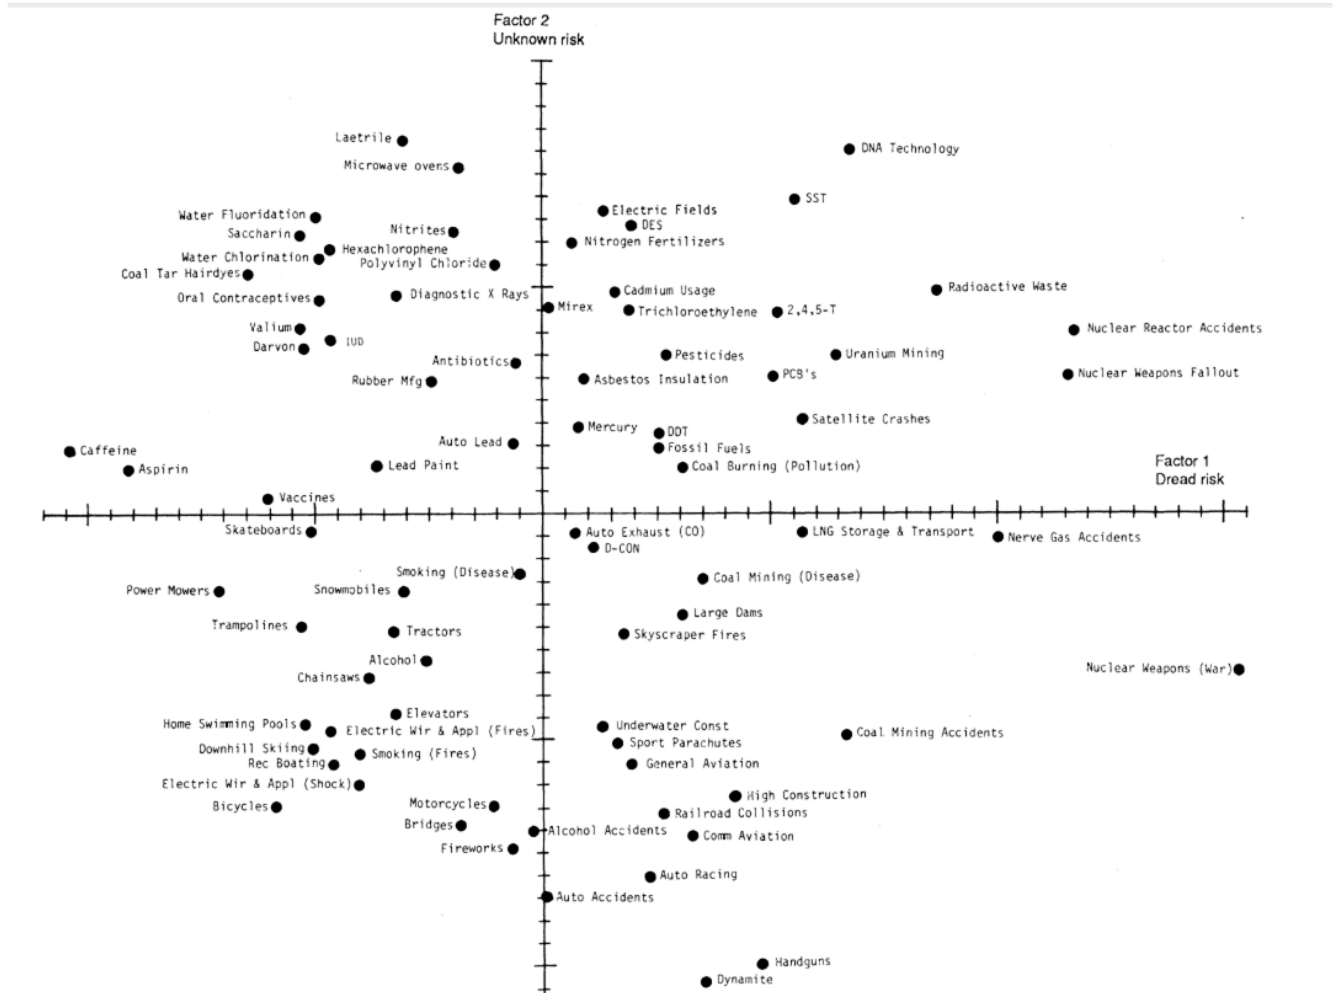 Factor 2
Unknown risk
Laetrile
DNA Technology
Microwave ovens
SST
Electric Fields
Water Fluoridation
DES
Nitrites
Saccharin
Nitrogen Fertilizers
Hexachlorophene
Water Chlorination
Polyvinyl Chloride
Coal Tar Hairdyes
Radioactive Waste
Cadmium Usage
Diagnostic X Rays
Oral Contraceptives
Mirex
Trichloroethylene
2,4,5-T
Valium
Nuclear Reactor Accidents
IUD
Darvon
Pesticides
Uranium Mining
Antibiotics
PCB's
Nuclear Weapons Fallout
Asbestos Insulation
Rubber Mfg
Satellite Crashes
Mercury
DDT
Auto Lead
Fossil Fuels
Caffeine
Factor 1
Dread risk
Lead Paint
Coal Burning (Pollution)
Aspirin
Vaccines
Skateboards
Auto Exhaust (CO)
LNG Storage & Transport
Nerve Gas Accidents
D-CON
Smoking (Disease)
Coal Mining (Disease)
Power Mowers
Snowmobiles
Large Dams
Trampolines
Tractors
Skyscraper Fires
Alcohol
Nuclear Weapons (War)
Chainsaws
Elevators
Home Swimming Pools
Underwater Const
Electric Wir & Appl (Fires)
Coal Mining Accidents
Sport Parachutes
Downhill Skiing
Smoking (Fires)
Rec Boating
General Aviation
Electric Wir & Appl (Shock)
High Construction
Motorcycles
Bicycles
Railroad Collisions
Bridges
Alcohol Accidents
Comm Aviation
Fireworks
Auto Racing
Auto Accidents
Handguns
Dynamite